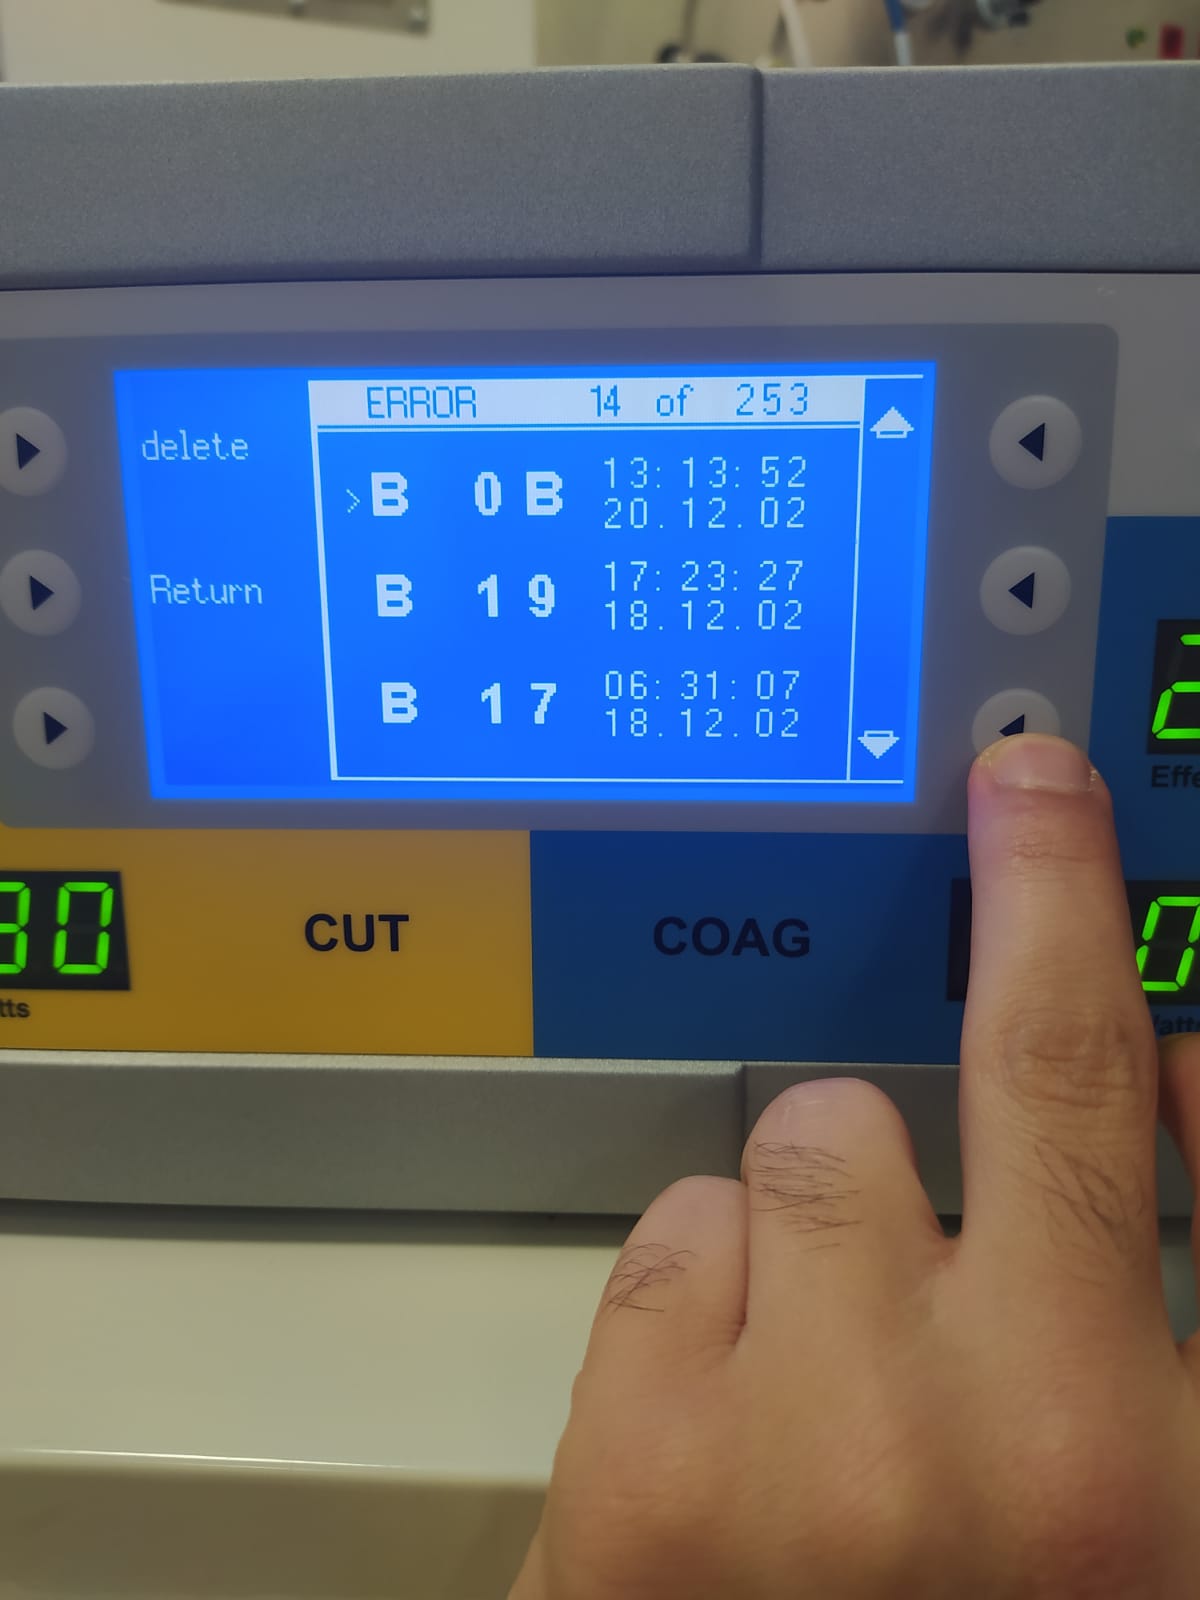 ERROR 14 of 253
delete
>B 0B 13:13:52
20.12.02
B 19 17:23:27
18.12.02
Return
B 17 06:31:07
18.12.02
CUT
COAG